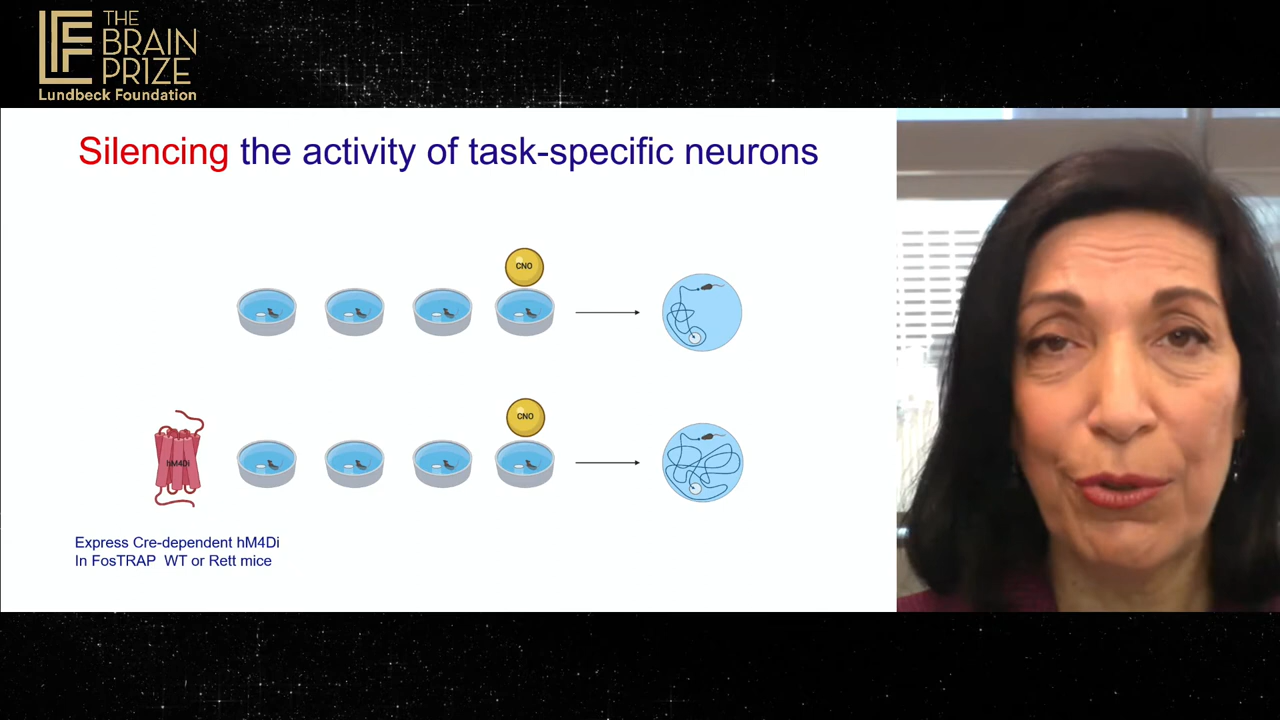 THE
BRAIN
PRIZE
Lundbeck Foundation
Silencing the activity of task-specific neurons
CNO
CNO
hM4Di
Express Cre-dependent hM4Di
In FosTRAP WT or Rett mice